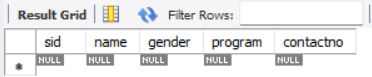 Result Grid Filter Rows:
sid name gender program contactno
NULL NULL NULL NULL NULL